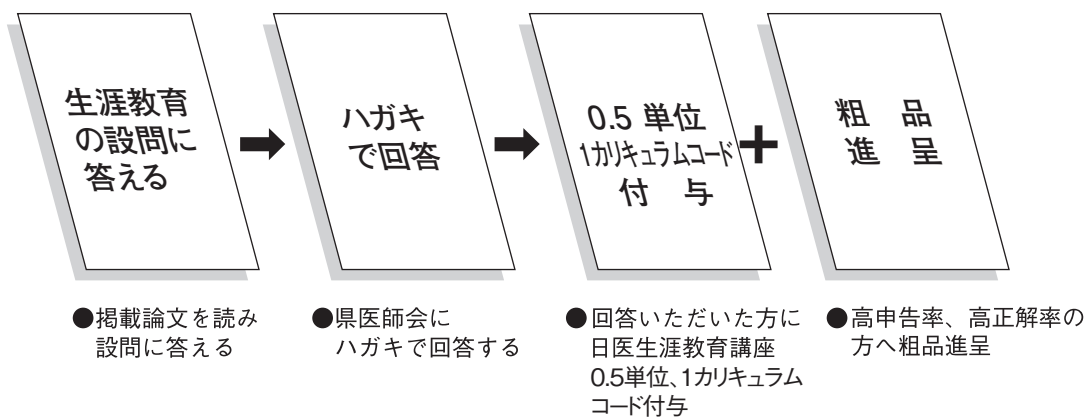 生涯教育
の設問に
答える
ハガキ
で回答
0.5 単位
1カリキュラムコード
付 与
粗 品
進 呈
●掲載論文を読み
設問に答える
●県医師会に
ハガキで回答する
●回答いただいた方に
日医生涯教育講座
0.5単位、1カリキュラム
コード付与
●高申告率、高正解率の
方へ粗品進呈